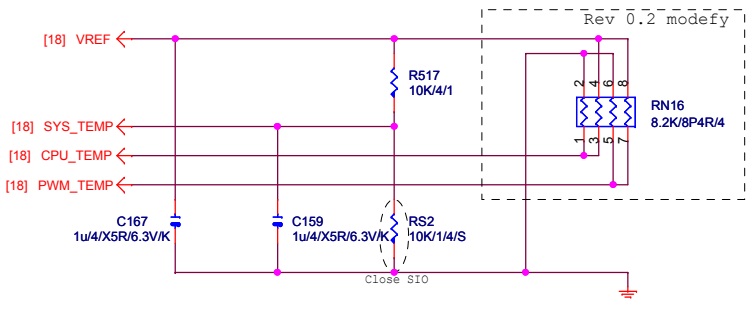 Rev 0.2 modefy
[18] VREF
R517
10K/4/1
2 4 6 8
RN16
8.2K/8P4R/4
[18] SYS_TEMP
1 3 5 7
[18] CPU_TEMP
[18] PWM_TEMP
C167
1u/4/X5R/6.3V/K
C159
1u/4/X5R/6.3V/K
RS2
10K/1/4/S
Close SIO